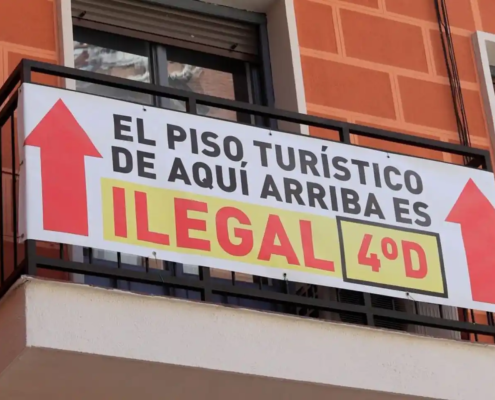 EL PISO TURÍSTICO
DE AQUÍ ARRIBA ES
ILEGAL 4ºD